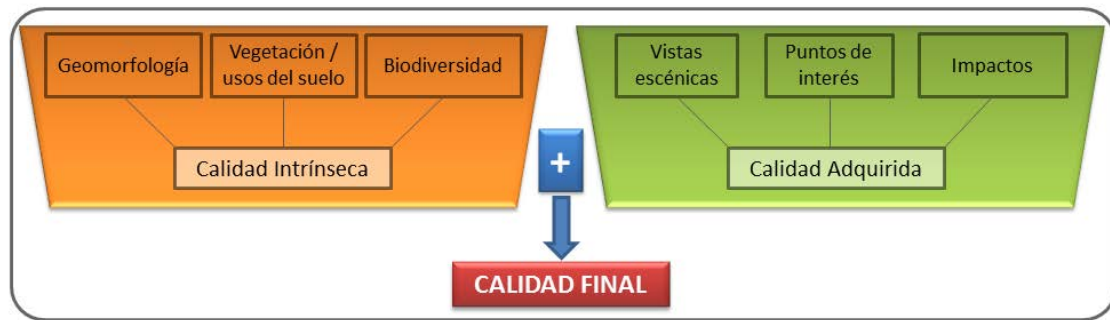 Geomorfología
Vegetación /
usos del suelo
Biodiversidad
Calidad Intrínseca
+
Vistas
escénicas
Puntos de
interés
Impactos
Calidad Adquirida
CALIDAD FINAL